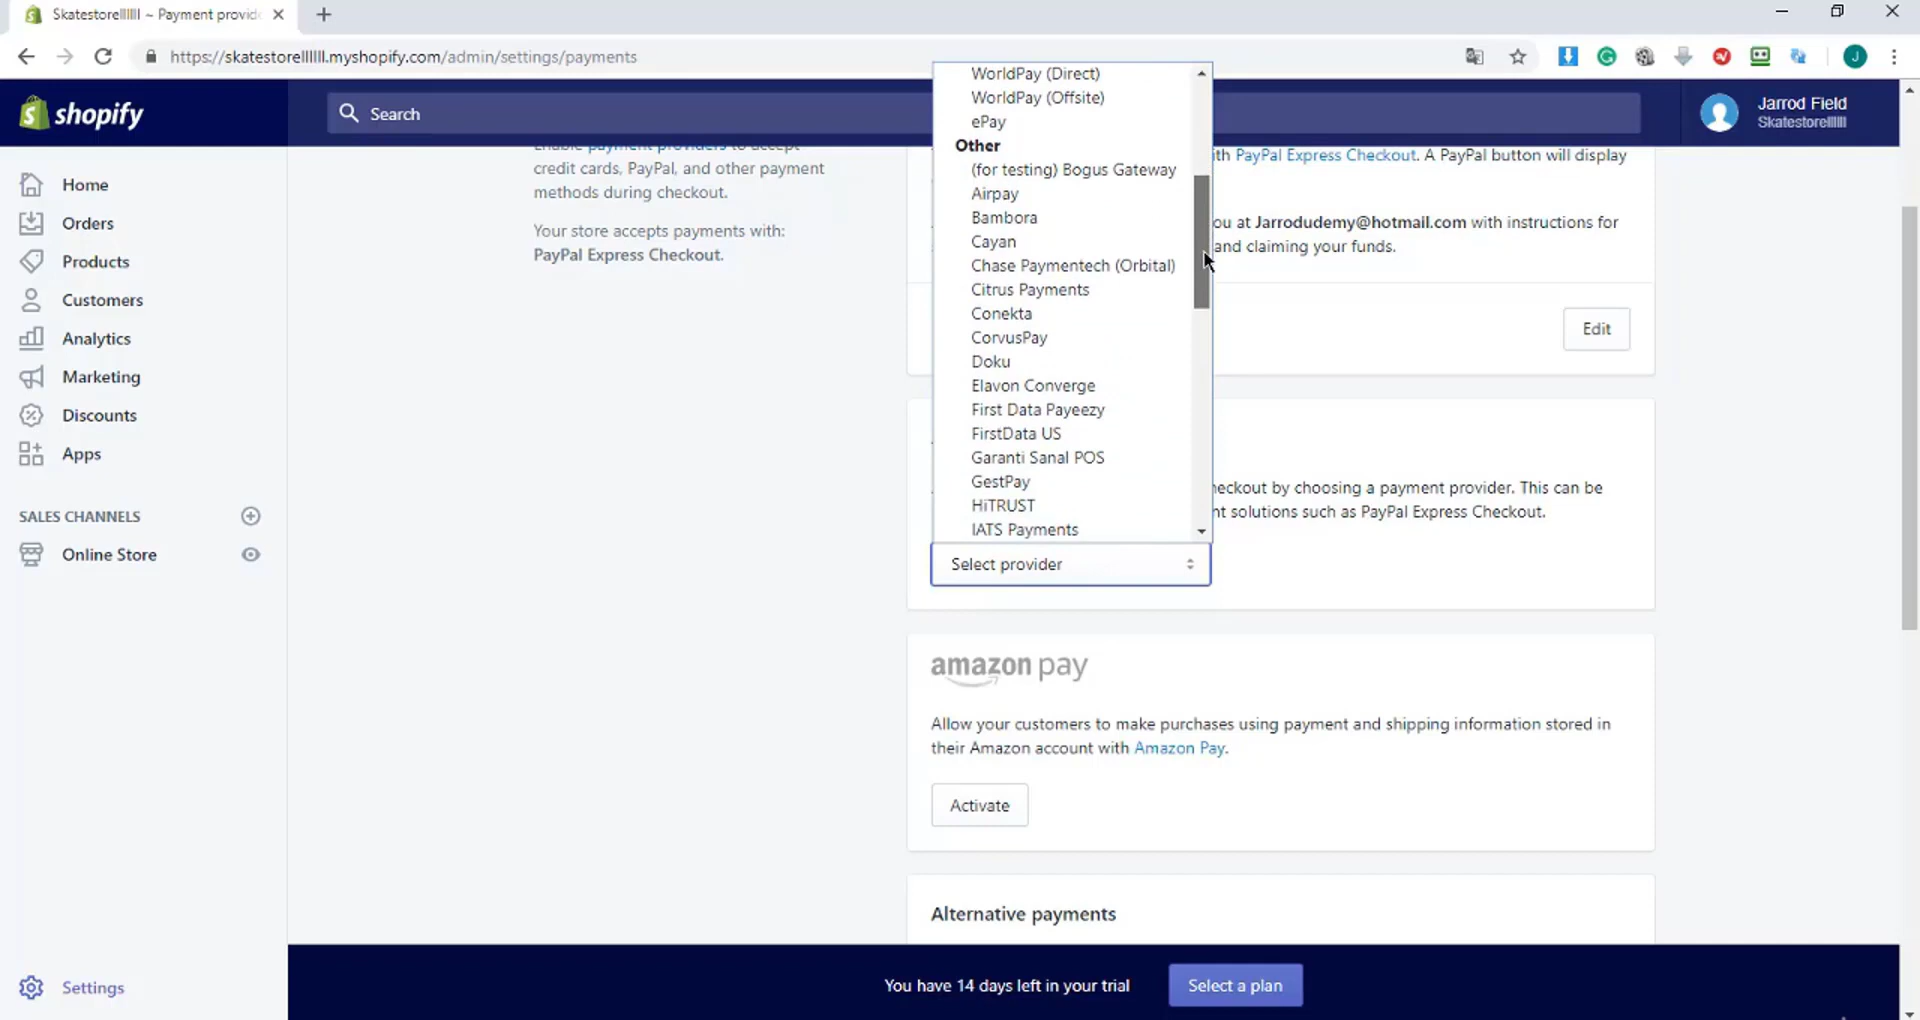 Skatestorellllll ~ Payment provid
https://skatestorellllll.myshopify.com/admin/settings/payments
J
shopify
Search
Jarrod Field
Skatestorellllll
Home
Orders
Products
Customers
Analytics
Marketing
Discounts
Apps
SALES CHANNELS
Online Store
Settings
Enable payment providers to accept
credit cards, PayPal, and other payment
methods during checkout.
Your store accepts payments with:
PayPal Express Checkout.
WorldPay (Direct)
WorldPay (Offsite)
ePay
Other
(for testing) Bogus Gateway
Airpay
Bambora
Cayan
Chase Paymentech (Orbital)
Citrus Payments
Conekta
CorvusPay
Doku
Elavon Converge
First Data Payeezy
FirstData US
Garanti Sanal POS
GestPay
HiTRUST
IATS Payments
Select provider
ith PayPal Express Checkout. A PayPal button will display
ou at Jarrodudemy@hotmail.com with instructions for
and claiming your funds.
Edit
heckout by choosing a payment provider. This can be
nt solutions such as PayPal Express Checkout.
amazon pay
Allow your customers to make purchases using payment and shipping information stored in
their Amazon account with Amazon Pay.
Activate
Alternative payments
You have 14 days left in your trial
Select a plan